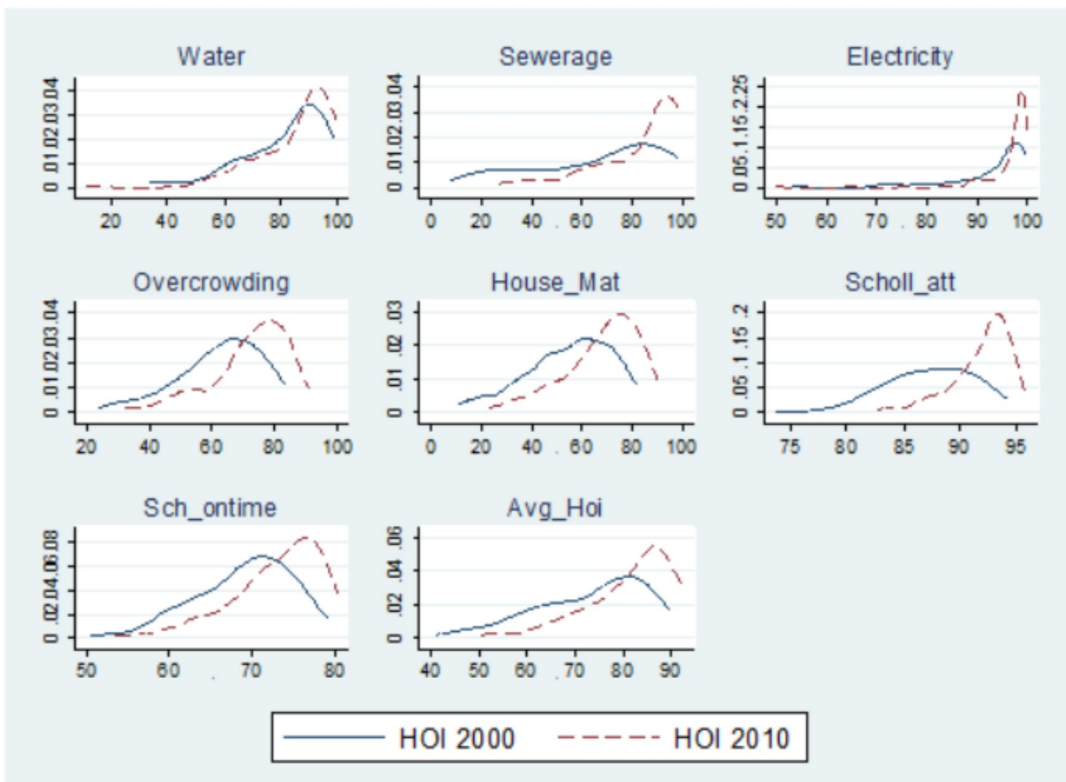 Water
0 .01.02.03.04
20 40 60 80 100
Sewerage
0 .01.02.03.04
0 20 40 . 60 80 100
Electricity
0 .05 .1 .15 .2 .25
50 60 70 . 80 90 100
Overcrowding
0 .01.02.03.04
20 40 . 60 80 100
House_Mat
0 .01 .02 .03
0 20 40 . 60 80 100
Scholl_att
0 .05 .1 .15 .2
75 80 85 . 90 95
Sch_ontime
0 .02.04.06.08
50 60 . 70 80
Avg_Hoi
0 .02 .04 .06
40 50 60 . 70 80 90
HOI 2000 HOI 2010